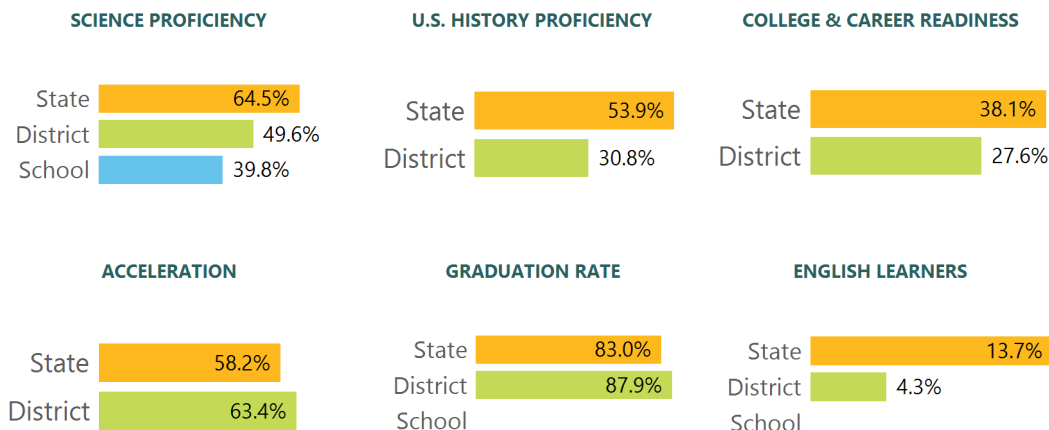 SCIENCE PROFICIENCY
State 64.5%
District 49.6%
School 39.8%
U.S. HISTORY PROFICIENCY
State 53.9%
District 30.8%
COLLEGE & CAREER READINESS
State 38.1%
District 27.6%
ACCELERATION
State 58.2%
District 63.4%
GRADUATION RATE
State 83.0%
District 87.9%
School
ENGLISH LEARNERS
State 13.7%
District 4.3%
School